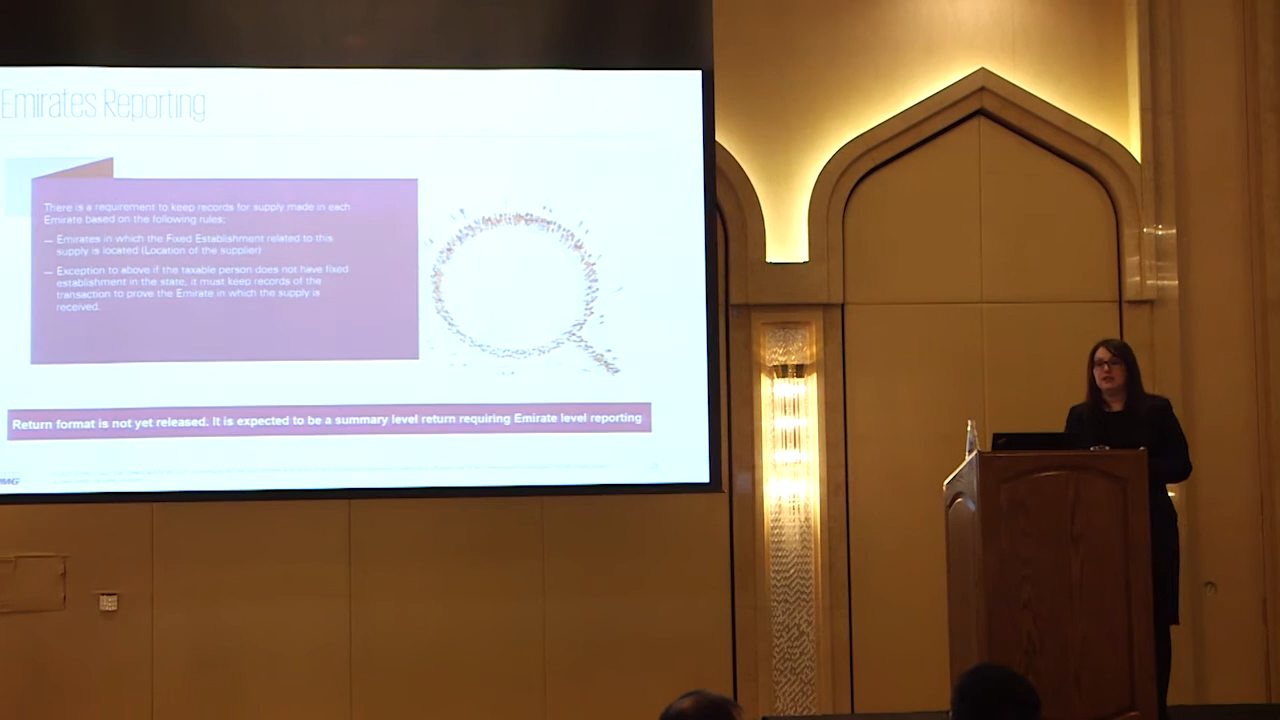 Emirates Reporting
There is a requirement to keep records for supply made in each
Emirate based on the following rules:
— Emirates in which the Fixed Establishment related to this
supply is located (Location of the supplier)
— Exception to above if the taxable person does not have fixed
establishment in the state, it must keep records of the
transaction to prove the Emirate in which the supply is
received.
Return format is not yet released. It is expected to be a summary level return requiring Emirate level reporting